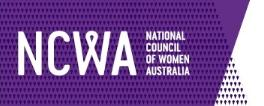 NCWA
NATIONAL
COUNCIL
OF WOMEN
AUSTRALIA